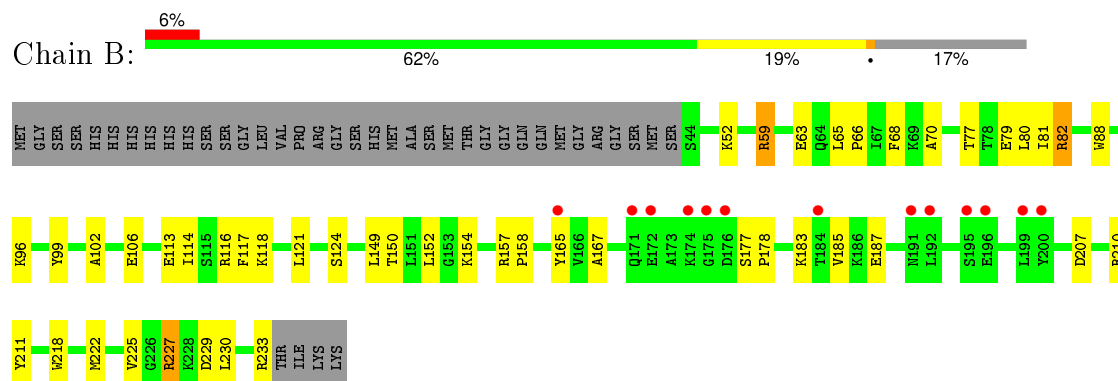 6%
Chain B:
62% 19% • 17%
MET GLY SER SER HIS HIS HIS HIS HIS HIS HIS SER SER GLY LEU VAL PRO ARG GLY SER HIS MET ALA SER MET THR GLY GLY GLN GLN MET GLY ARG GLY SER MET SER S44 K52 R59 E63 Q64 L65 P66 I67 F68 K69 A70 T77 T78 E79 L80 I81 R82 W88
K96 Y99 A102 E106 E113 I114 S115 R116 F117 K118 L121 S124 L149 T150 L151 L152 G153 K154 R157 P158 Y165 V166 A167 Q171 E172 A173 K174 G175 D176 S177 P178 K183 T184 V185 K186 E187 N191 L192 S195 E196 L199 Y200 D207
Y211 W218 M222 V225 G226 R227 K228 D229 L230 R233 THR ILE LYS LYS